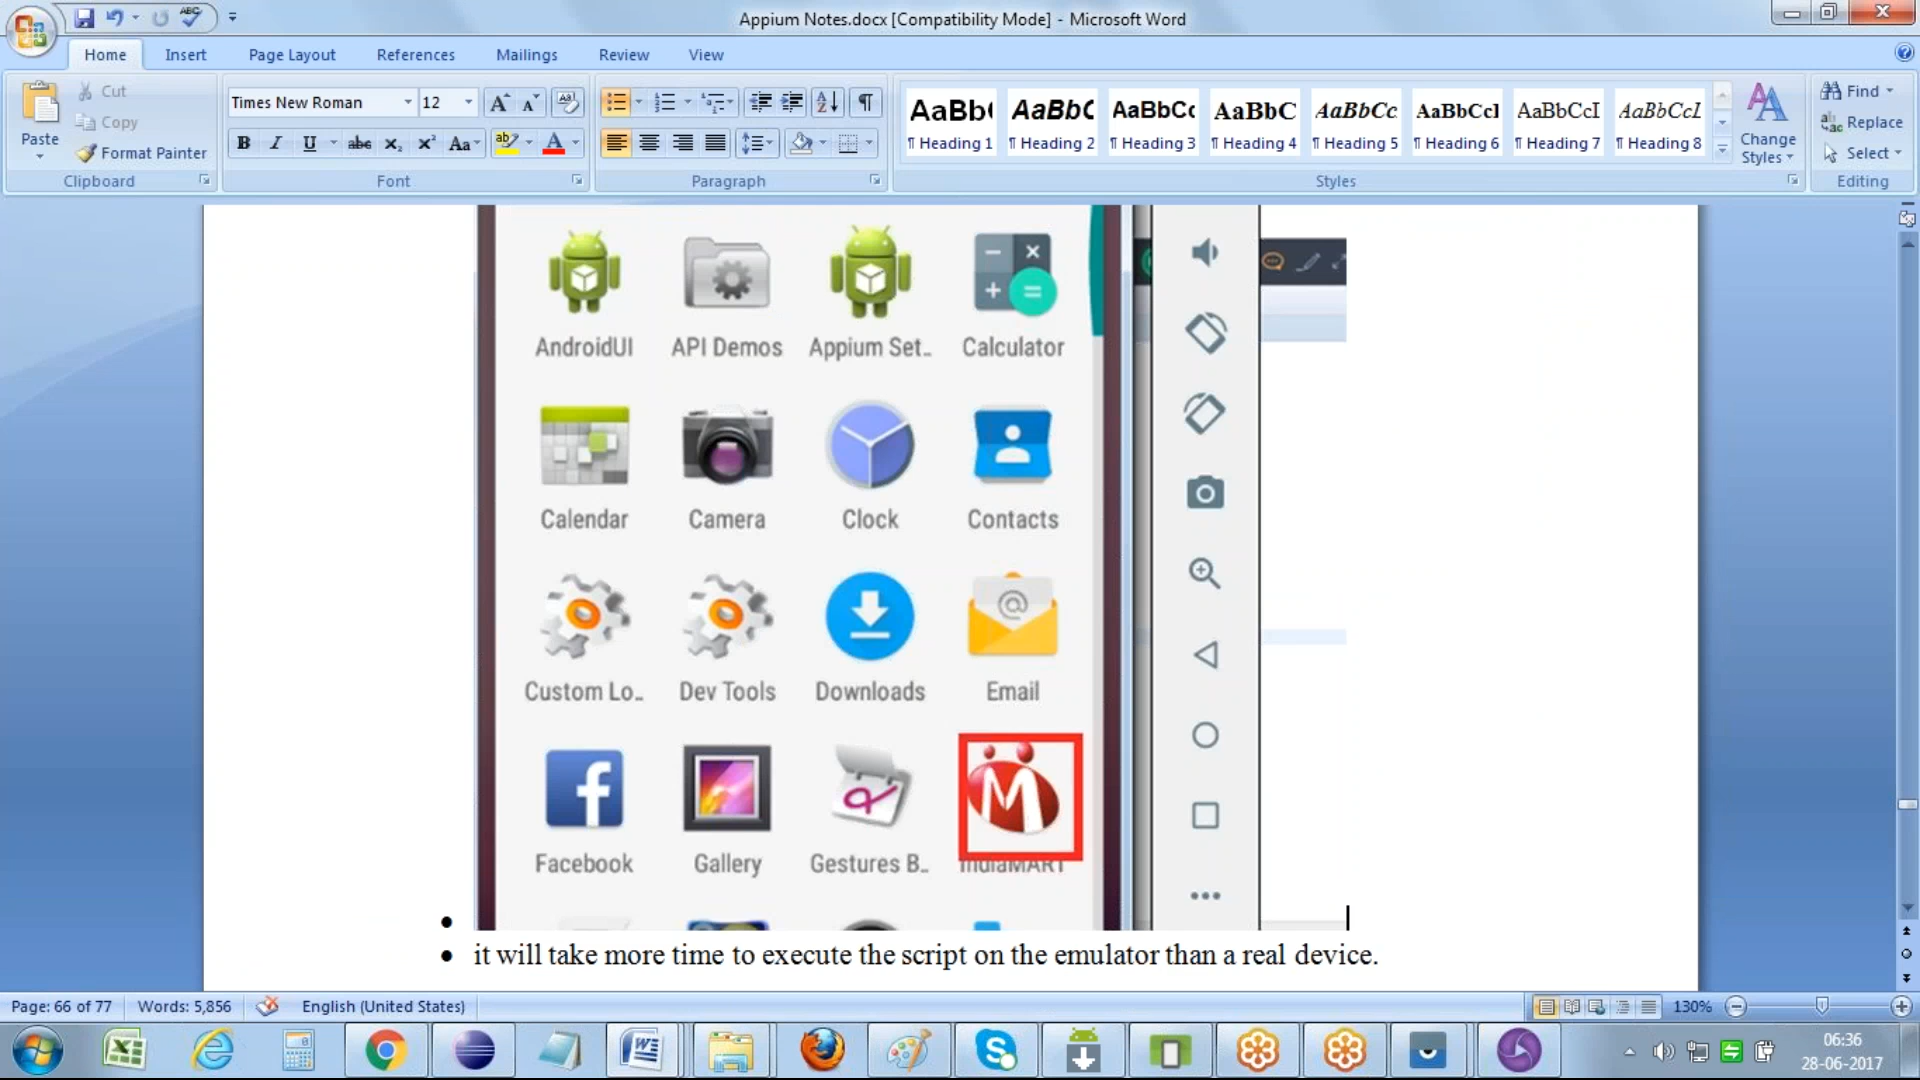 Appium Notes.docx [Compatibility Mode] - Microsoft Word
Home Insert Page Layout References Mailings Review View
Paste
Cut
Copy
Format Painter
Clipboard
Times New Roman 12
Font
Paragraph
AaBb( AaBbC AaBbCc AaBbC AaBbCc AaBbCcI AaBbCcI AaBbCcI
¶ Heading 1 ¶ Heading 2 ¶ Heading 3 ¶ Heading 4 ¶ Heading 5 ¶ Heading 6 ¶ Heading 7 ¶ Heading 8
Styles
Change
Styles
Find
Replace
Select
Editing
AndroidUI API Demos Appium Set.. Calculator
Calendar Camera Clock Contacts
Custom Lo.. Dev Tools Downloads Email
Facebook Gallery Gestures B.. IndiaMART
• it will take more time to execute the script on the emulator than a real device.
Page: 66 of 77 Words: 5,856 English (United States) 130%
06:36
28-06-2017